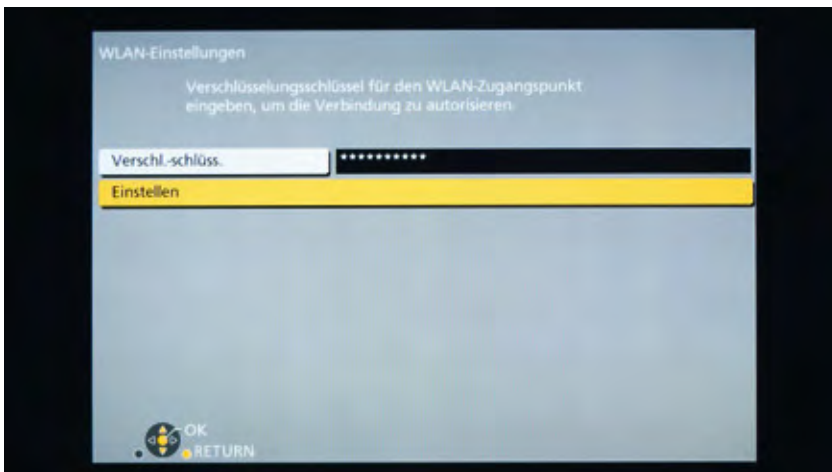 WLAN-Einstellungen
Verschlüsselungsschlüssel für den WLAN-Zugangspunkt
eingeben, um die Verbindung zu autorisieren.
Verschl.-schlüss. **********
Einstellen
OK
RETURN